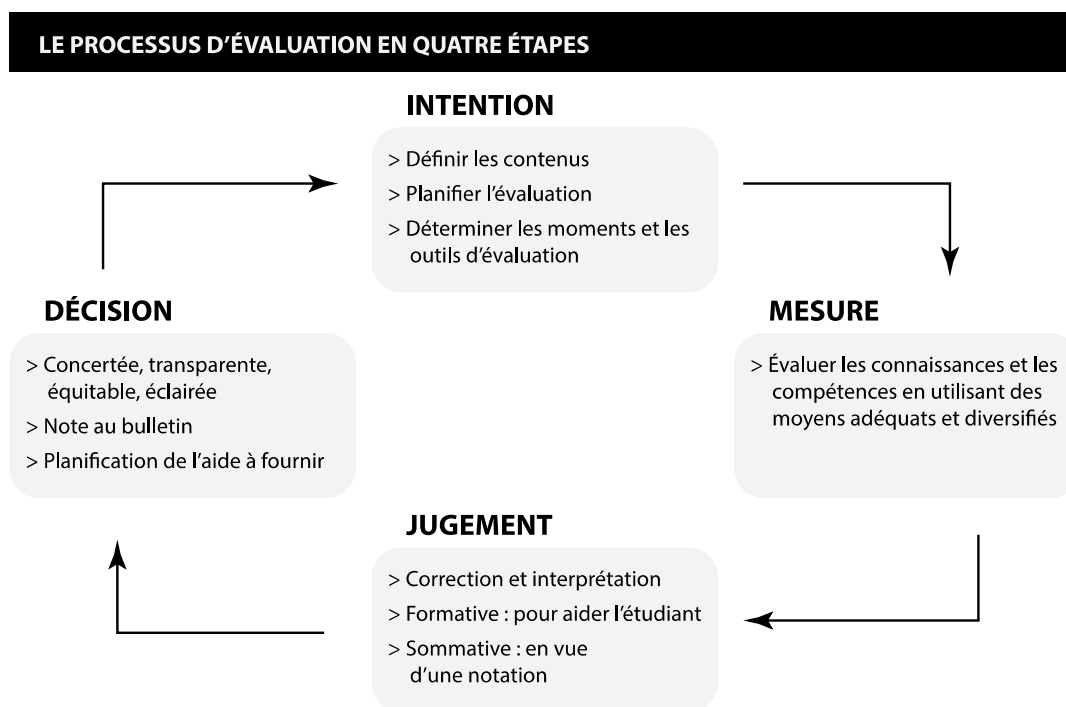 LE PROCESSUS D'ÉVALUATION EN QUATRE ÉTAPES
INTENTION
> Définir les contenus
> Planifier l'évaluation
> Déterminer les moments et les
outils d'évaluation
MESURE
> Évaluer les connaissances et les
compétences en utilisant des
moyens adéquats et diversifiés
JUGEMENT
> Correction et interprétation
> Formative : pour aider l'étudiant
> Sommative : en vue
d'une notation
DÉCISION
> Concertée, transparente,
équitable, éclairée
> Note au bulletin
> Planification de l'aide à fournir